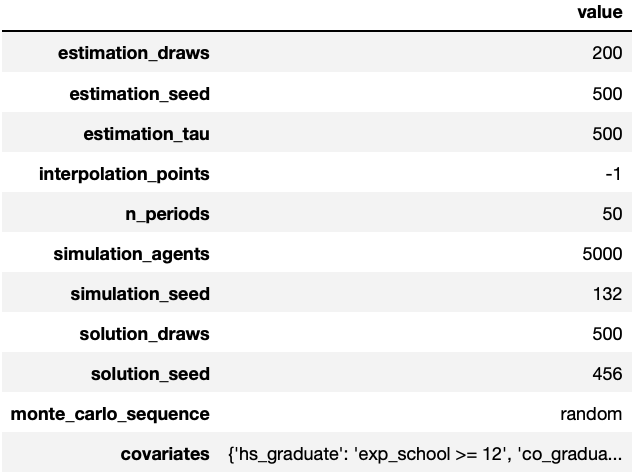 value
estimation_draws 200
estimation_seed 500
estimation_tau 500
interpolation_points -1
n_periods 50
simulation_agents 5000
simulation_seed 132
solution_draws 500
solution_seed 456
monte_carlo_sequence random
covariates {'hs_graduate': 'exp_school >= 12', 'co_gradua...